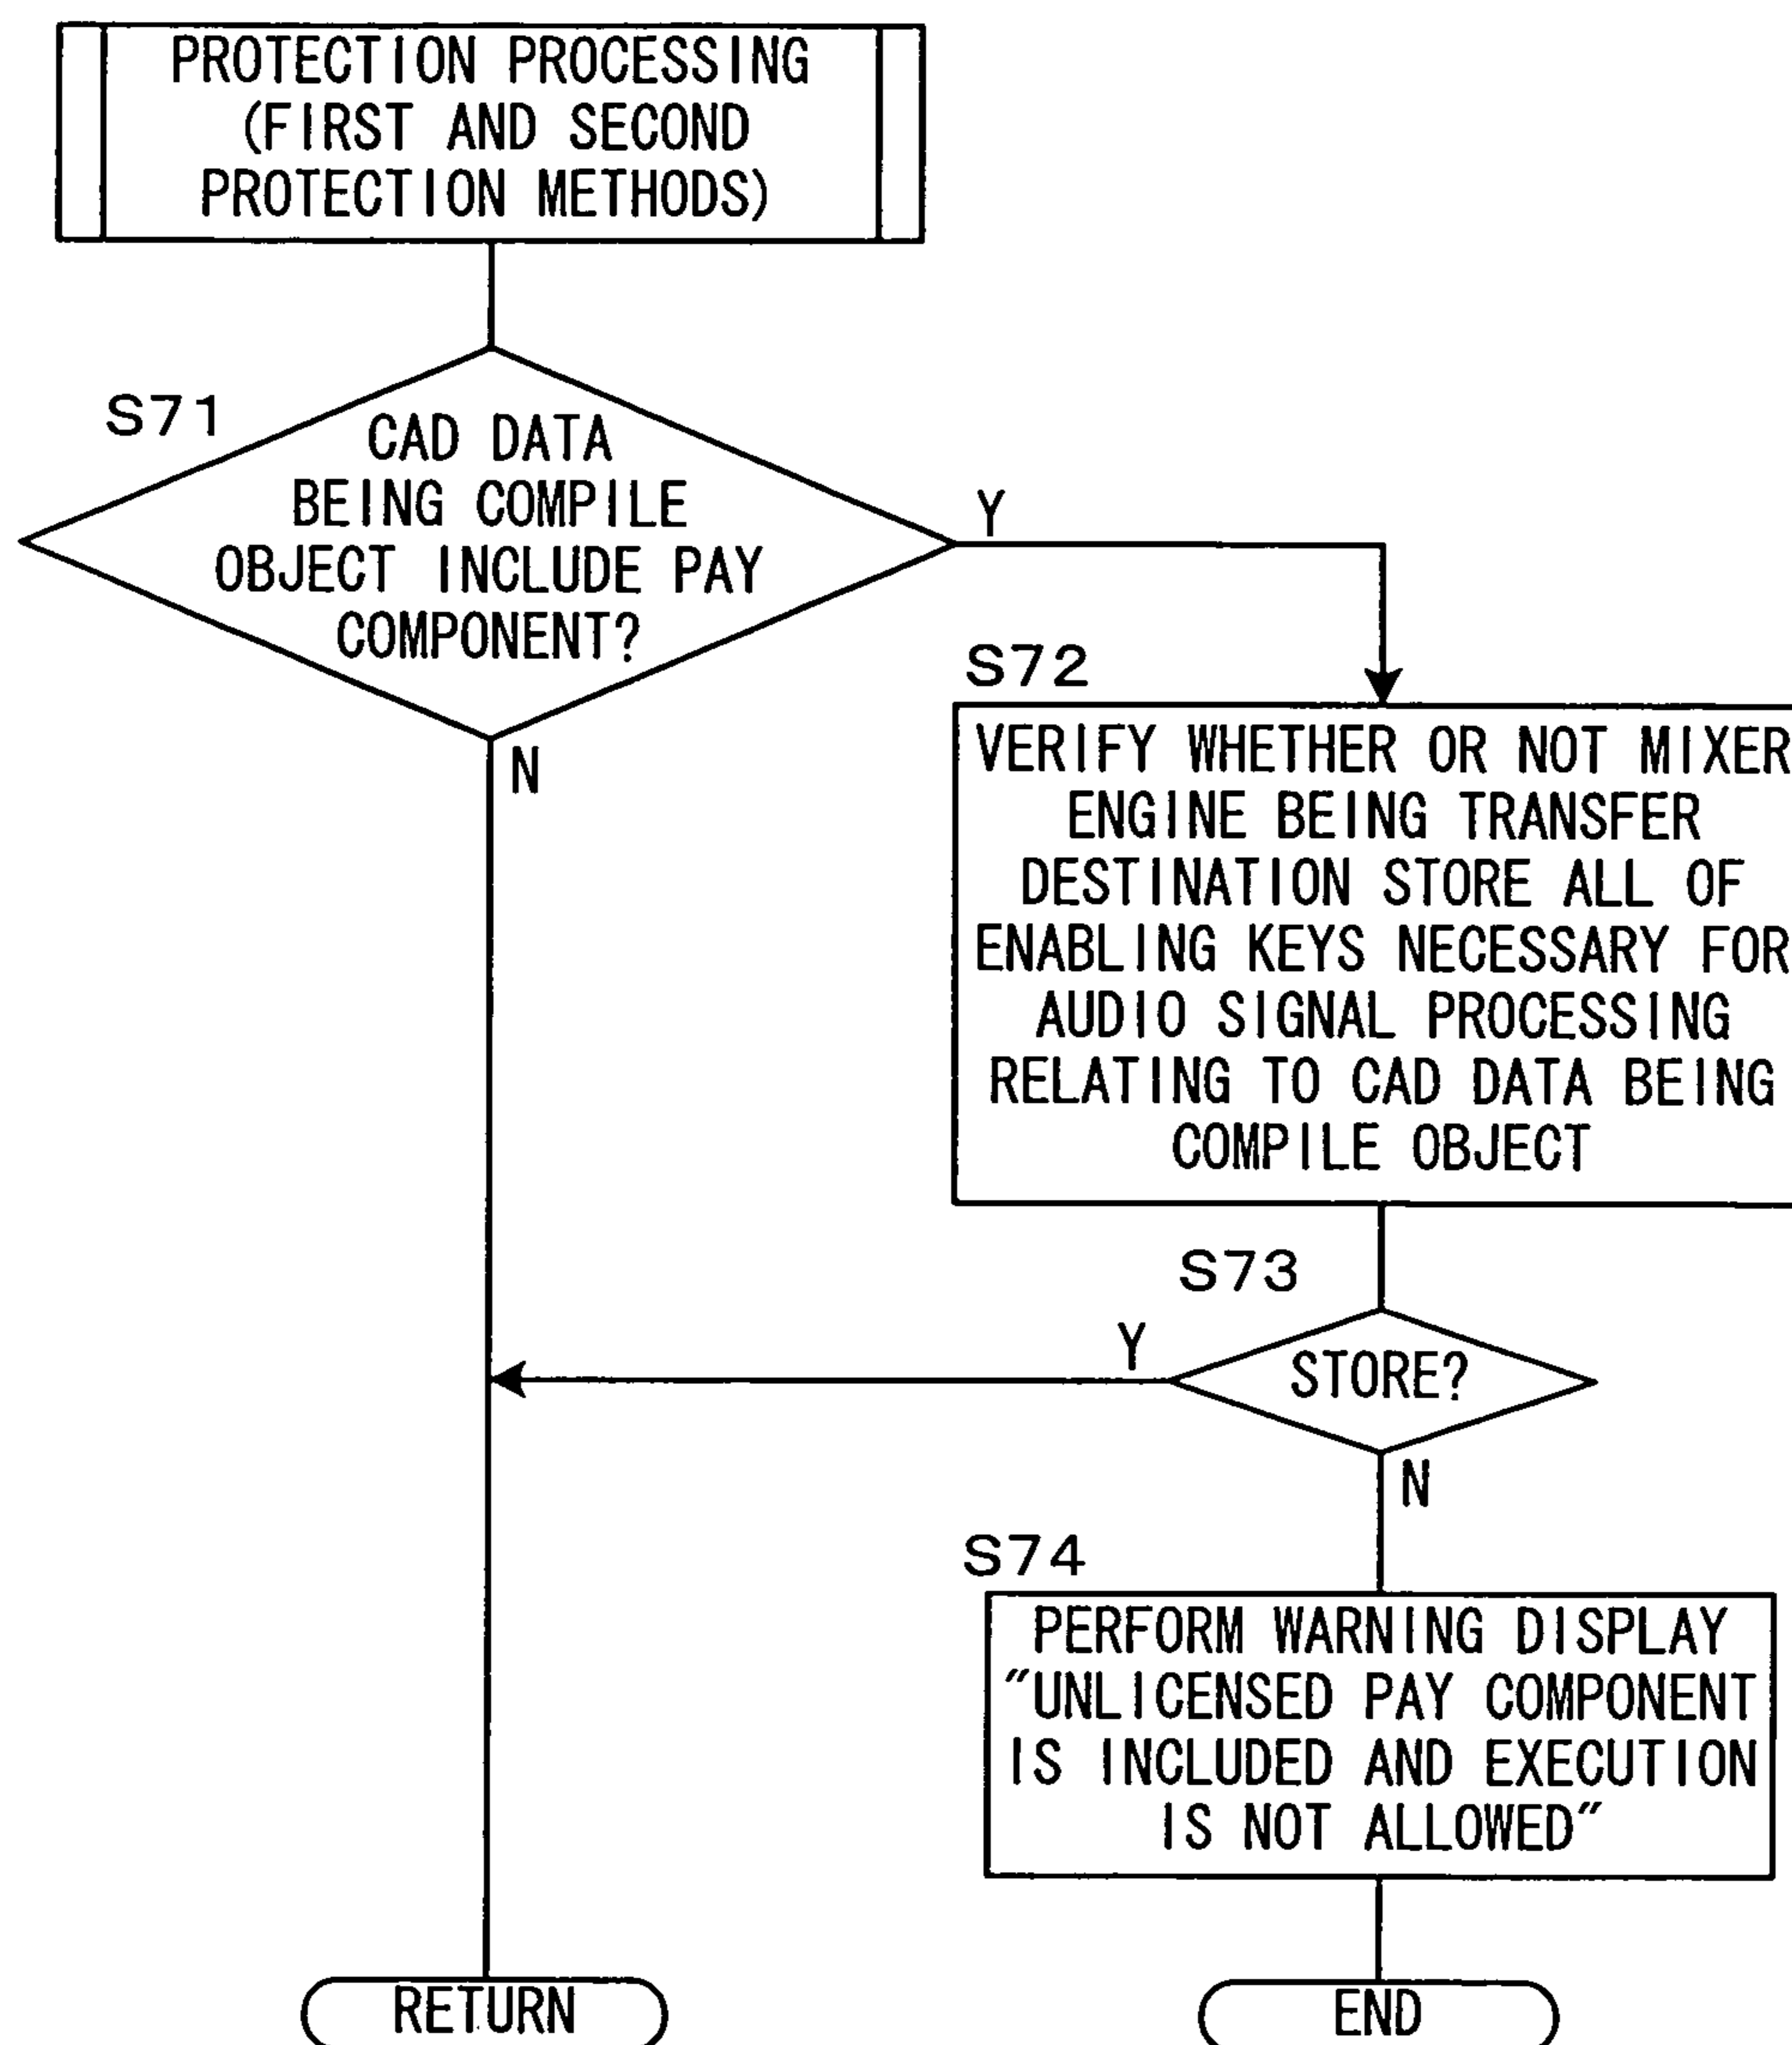 PROTECTION PROCESSING
(FIRST AND SECOND
PROTECTION METHODS)
S71
CAD DATA
BEING COMPILE
OBJECT INCLUDE PAY
COMPONENT?
Y
N
S72
VERIFY WHETHER OR NOT MIXER
ENGINE BEING TRANSFER
DESTINATION STORE ALL OF
ENABLING KEYS NECESSARY FOR
AUDIO SIGNAL PROCESSING
RELATING TO CAD DATA BEING
COMPILE OBJECT
S73
Y
STORE?
N
S74
PERFORM WARNING DISPLAY
"UNLICENSED PAY COMPONENT
IS INCLUDED AND EXECUTION
IS NOT ALLOWED"
RETURN
END